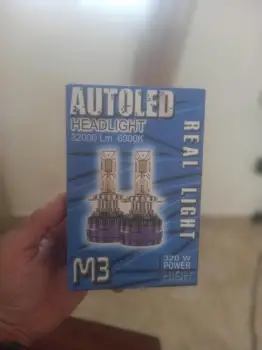 AUTOLED
HEADLIGHT
32000 Lm 6000K
REAL LIGHT
M3
320 W
POWER